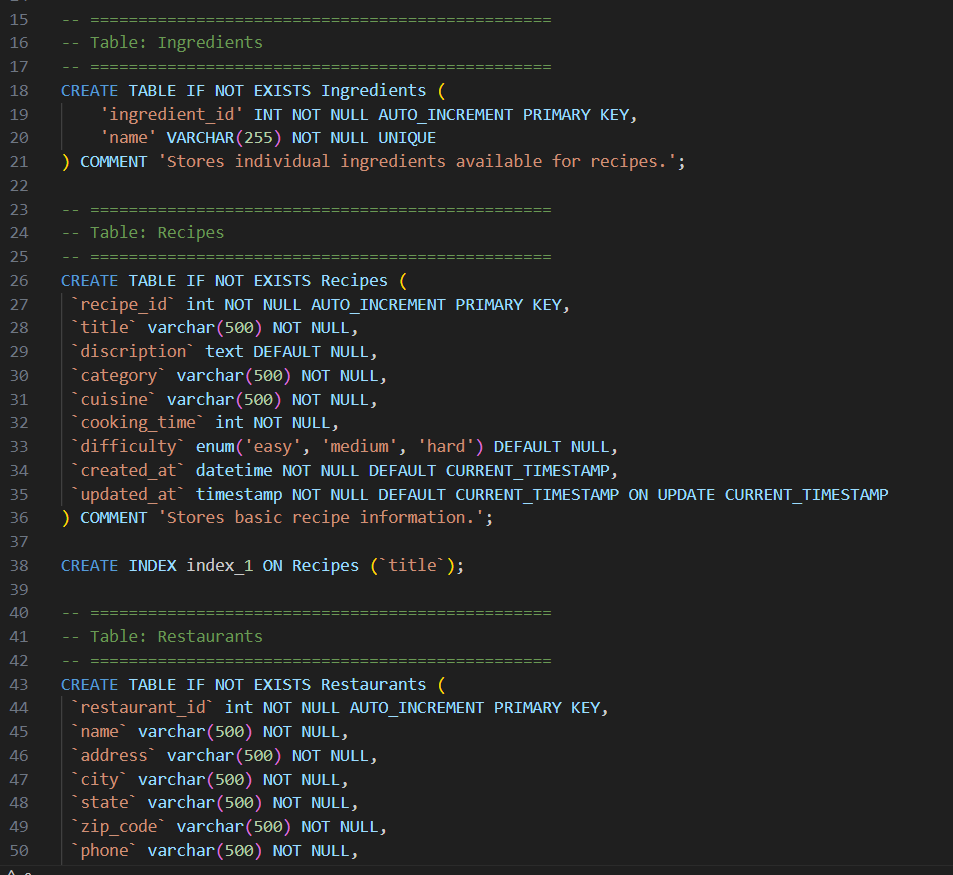 15 -- ================================================
16 -- Table: Ingredients
17 -- ================================================
18 CREATE TABLE IF NOT EXISTS Ingredients (
19     'ingredient_id' INT NOT NULL AUTO_INCREMENT PRIMARY KEY,
20     'name' VARCHAR(255) NOT NULL UNIQUE
21 ) COMMENT 'Stores individual ingredients available for recipes.';
22
23 -- ================================================
24 -- Table: Recipes
25 -- ================================================
26 CREATE TABLE IF NOT EXISTS Recipes (
27  `recipe_id` int NOT NULL AUTO_INCREMENT PRIMARY KEY,
28  `title` varchar(500) NOT NULL,
29  `discription` text DEFAULT NULL,
30  `category` varchar(500) NOT NULL,
31  `cuisine` varchar(500) NOT NULL,
32  `cooking_time` int NOT NULL,
33  `difficulty` enum('easy', 'medium', 'hard') DEFAULT NULL,
34  `created_at` datetime NOT NULL DEFAULT CURRENT_TIMESTAMP,
35  `updated_at` timestamp NOT NULL DEFAULT CURRENT_TIMESTAMP ON UPDATE CURRENT_TIMESTAMP
36 ) COMMENT 'Stores basic recipe information.';
37
38 CREATE INDEX index_1 ON Recipes (`title`);
39
40 -- ================================================
41 -- Table: Restaurants
42 -- ================================================
43 CREATE TABLE IF NOT EXISTS Restaurants (
44  `restaurant_id` int NOT NULL AUTO_INCREMENT PRIMARY KEY,
45  `name` varchar(500) NOT NULL,
46  `address` varchar(500) NOT NULL,
47  `city` varchar(500) NOT NULL,
48  `state` varchar(500) NOT NULL,
49  `zip_code` varchar(500) NOT NULL,
50  `phone` varchar(500) NOT NULL,